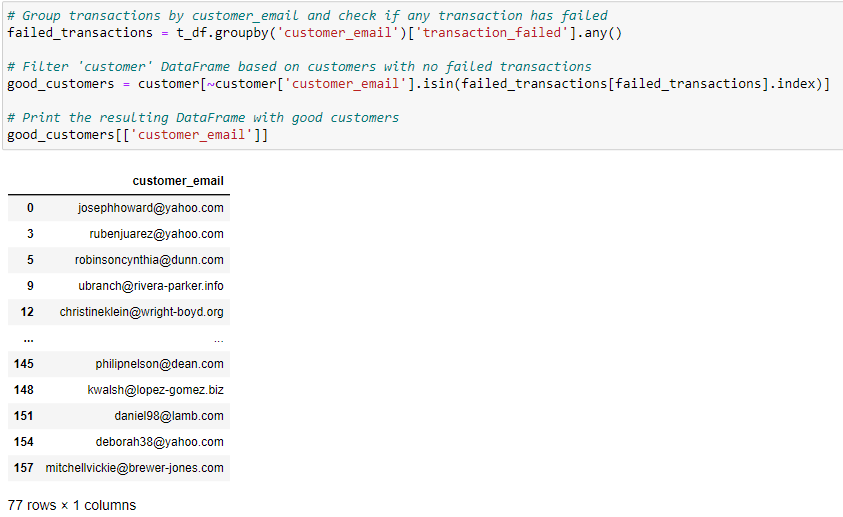 # Group transactions by customer_email and check if any transaction has failed
failed_transactions = t_df.groupby('customer_email')['transaction_failed'].any()
# Filter 'customer' DataFrame based on customers with no failed transactions
good_customers = customer[~customer['customer_email'].isin(failed_transactions[failed_transactions].index)]
# Print the resulting DataFrame with good customers
good_customers[['customer_email']]
customer_email
0 josephhoward@yahoo.com
3 rubenjuarez@yahoo.com
5 robinsoncynthia@dunn.com
9 ubranch@rivera-parker.info
12 christineklein@wright-boyd.org
... ...
145 philipnelson@dean.com
148 kwalsh@lopez-gomez.biz
151 daniel98@lamb.com
154 deborah38@yahoo.com
157 mitchellvickie@brewer-jones.com
77 rows × 1 columns